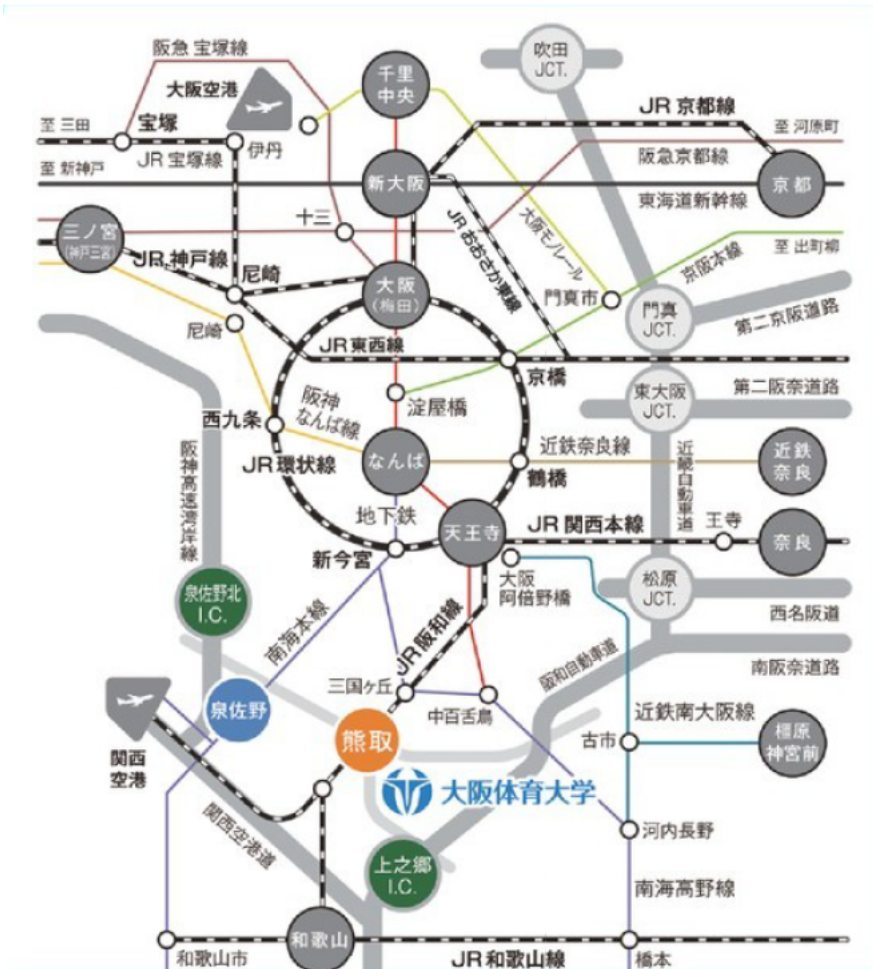 阪急 宝塚線
千里
中央
吹田
JCT.
大阪空港
JR 京都線
至 三田
宝塚
至 河原町
JR 宝塚線
伊丹
阪急京都線
至 新神戸
新大阪
京都
東海道新幹線
十三
大阪モノレール
JRおおさか東線
三ノ宮
(神戸三宮)
JR 神戸線
尼崎
京阪本線
至 出町柳
大阪
(梅田)
門真市
門真
JCT.
第二京阪道路
尼崎
JR東西線
京橋
東大阪
JCT.
第二阪奈道路
淀屋橋
西九条
阪神
なんば線
近鉄奈良線
近鉄
奈良
阪神高速湾岸線
JR 環状線
なんば
鶴橋
近畿自動車道
地下鉄
天王寺
JR 関西本線
王寺
奈良
新今宮
大阪
阿倍野橋
松原
JCT.
泉佐野北
I.C.
西名阪道
南海本線
JR 阪和線
阪和自動車道
南阪奈道路
三国ヶ丘
中百舌鳥
泉佐野
近鉄南大阪線
熊取
古市
橿原
神宮前
関西
空港
大阪体育大学
関西空港道
河内長野
上之郷
I.C.
南海高野線
和歌山
和歌山市
JR 和歌山線
橋本